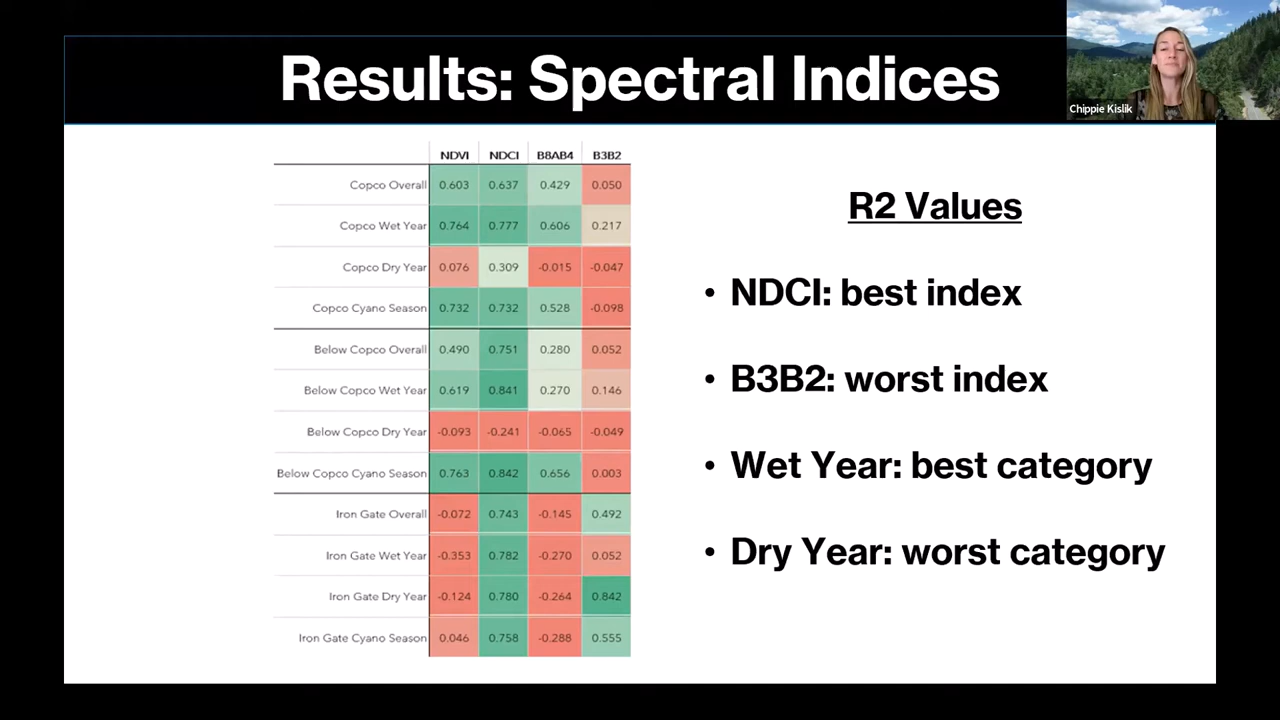 Results: Spectral Indices
Chippie Kislik
NDVI NDCI B8AB4 B3B2
Copco Overall 0.603 0.637 0.429 0.050
Copco Wet Year 0.764 0.777 0.606 0.217
Copco Dry Year 0.076 0.309 -0.015 -0.047
Copco Cyano Season 0.732 0.732 0.528 -0.098
Below Copco Overall 0.490 0.751 0.280 0.052
Below Copco Wet Year 0.619 0.841 0.270 0.146
Below Copco Dry Year -0.093 -0.241 -0.065 -0.049
Below Copco Cyano Season 0.763 0.842 0.656 0.003
Iron Gate Overall -0.072 0.743 -0.145 0.492
Iron Gate Wet Year -0.353 0.782 -0.270 0.052
Iron Gate Dry Year -0.124 0.780 -0.264 0.842
Iron Gate Cyano Season 0.046 0.758 -0.288 0.555
R2 Values
• NDCI: best index
• B3B2: worst index
• Wet Year: best category
• Dry Year: worst category